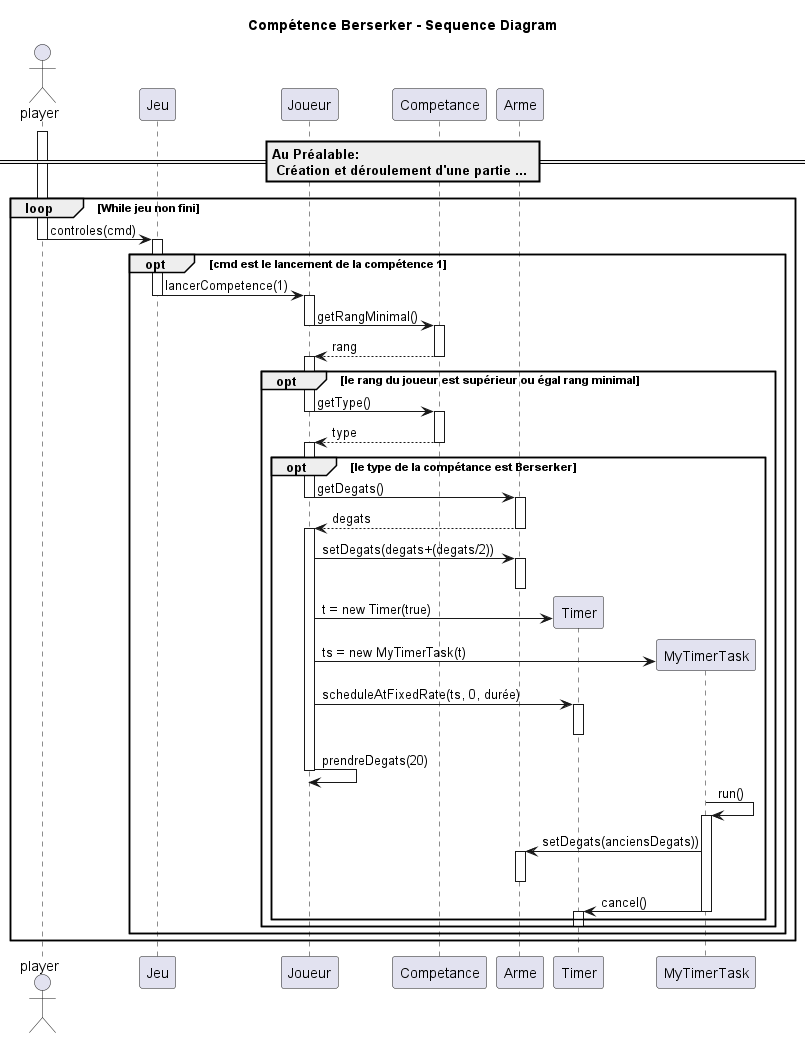 Compétence Berserker - Sequence Diagram
player
Jeu
Joueur
Competance
Arme
Au Préalable:
Création et déroulement d'une partie ...
loop
[While jeu non fini]
controles(cmd)
opt
[cmd est le lancement de la compétence 1]
lancerCompetence(1)
getRangMinimal()
rang
opt
[le rang du joueur est supérieur ou égal rang minimal]
getType()
type
opt
[le type de la compétance est Berserker]
getDegats()
degats
setDegats(degats+(degats/2))
t = new Timer(true)
Timer
ts = new MyTimerTask(t)
MyTimerTask
scheduleAtFixedRate(ts, 0, durée)
prendreDegats(20)
run()
setDegats(anciensDegats))
cancel()
player
Jeu
Joueur
Competance
Arme
Timer
MyTimerTask